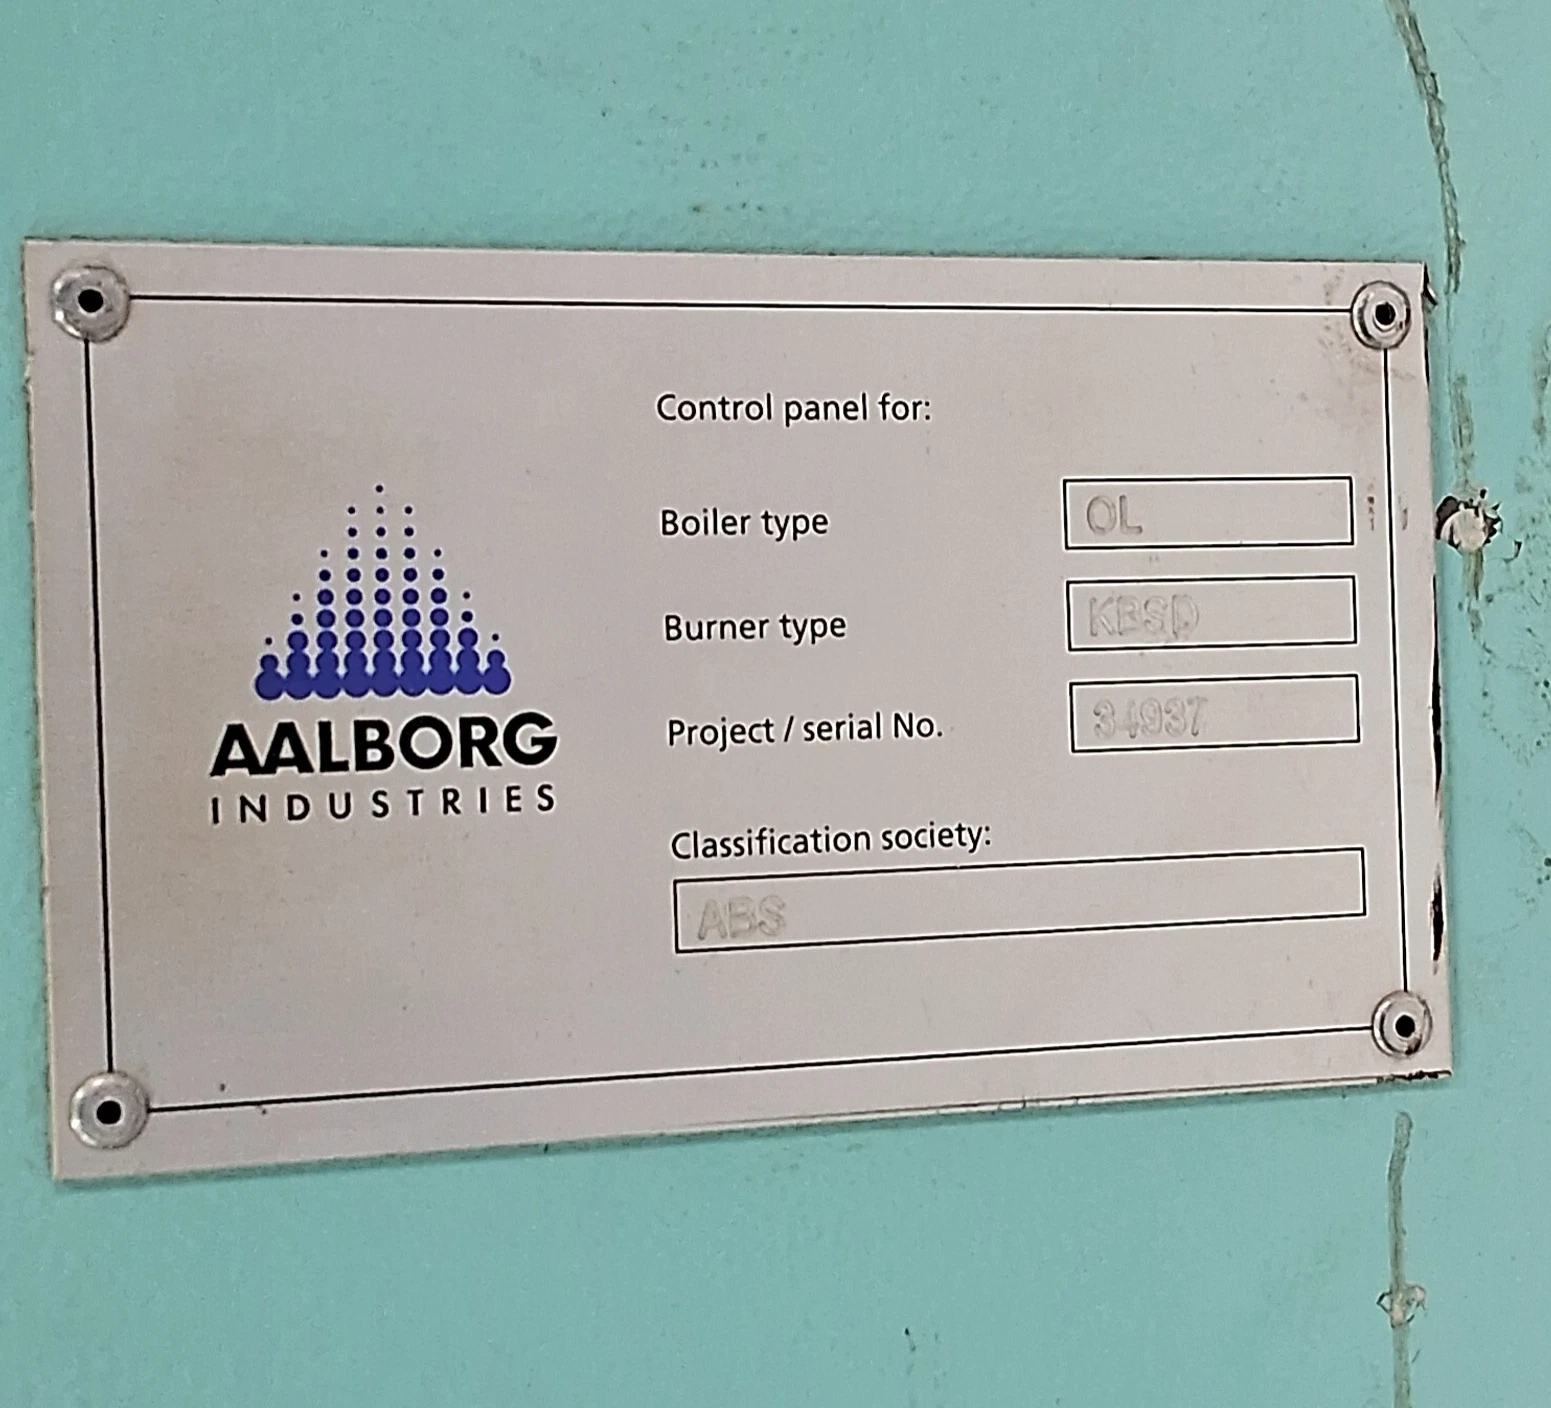 Control panel for:
Boiler type OL
Burner type KBSD
Project / serial No. 34937
AALBORG
INDUSTRIES
Classification society:
ABS